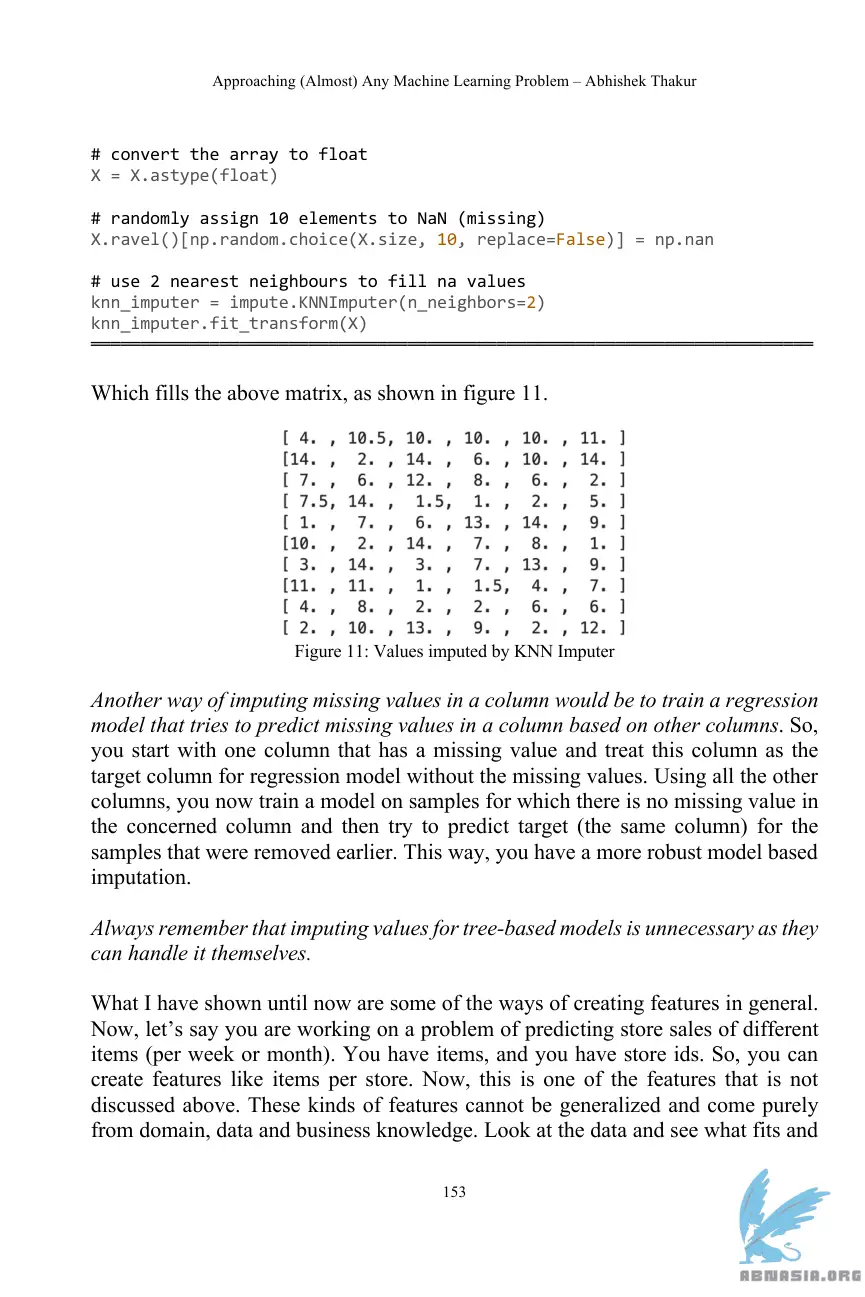 Approaching (Almost) Any Machine Learning Problem – Abhishek Thakur
# convert the array to float
X = X.astype(float)
# randomly assign 10 elements to NaN (missing)
X.ravel()[np.random.choice(X.size, 10, replace=False)] = np.nan
# use 2 nearest neighbours to fill na values
knn_imputer = impute.KNNImputer(n_neighbors=2)
knn_imputer.fit_transform(X)
Which fills the above matrix, as shown in figure 11.
[ 4. , 10.5, 10. , 10. , 10. , 11. ]
[14. ,  2. , 14. ,  6. , 10. , 14. ]
[ 7. ,  6. , 12. ,  8. ,  6. ,  2. ]
[ 7.5, 14. ,  1.5,  1. ,  2. ,  5. ]
[ 1. ,  7. ,  6. , 13. , 14. ,  9. ]
[10. ,  2. , 14. ,  7. ,  8. ,  1. ]
[ 3. , 14. ,  3. ,  7. , 13. ,  9. ]
[11. , 11. ,  1. ,  1.5,  4. ,  7. ]
[ 4. ,  8. ,  2. ,  2. ,  6. ,  6. ]
[ 2. , 10. , 13. ,  9. ,  2. , 12. ]
Figure 11: Values imputed by KNN Imputer
Another way of imputing missing values in a column would be to train a regression
model that tries to predict missing values in a column based on other columns. So,
you start with one column that has a missing value and treat this column as the
target column for regression model without the missing values. Using all the other
columns, you now train a model on samples for which there is no missing value in
the concerned column and then try to predict target (the same column) for the
samples that were removed earlier. This way, you have a more robust model based
imputation.
Always remember that imputing values for tree-based models is unnecessary as they
can handle it themselves.
What I have shown until now are some of the ways of creating features in general.
Now, let’s say you are working on a problem of predicting store sales of different
items (per week or month). You have items, and you have store ids. So, you can
create features like items per store. Now, this is one of the features that is not
discussed above. These kinds of features cannot be generalized and come purely
from domain, data and business knowledge. Look at the data and see what fits and
153
ABNASIA.ORG